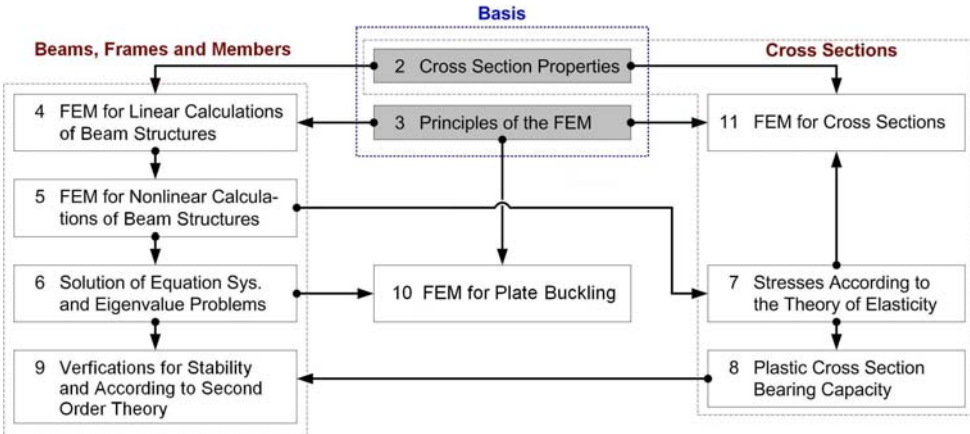 Basis
Beams, Frames and Members
Cross Sections
2 Cross Section Properties
4 FEM for Linear Calculations
of Beam Structures
3 Principles of the FEM
11 FEM for Cross Sections
5 FEM for Nonlinear Calcula-
tions of Beam Structures
6 Solution of Equation Sys.
and Eigenvalue Problems
10 FEM for Plate Buckling
7 Stresses According to
the Theory of Elasticity
9 Verfications for Stability
and According to Second
Order Theory
8 Plastic Cross Section
Bearing Capacity